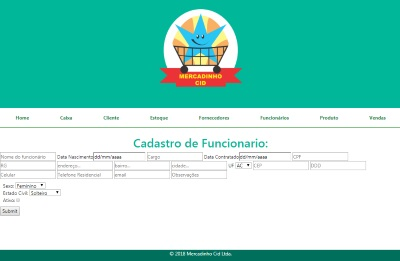 MERCADINHO
CID
Home Caixa Cliente Estoque Fornecedores Funcionários Produto Vendas
Cadastro de Funcionario:
Nome do funcionário Data Nascimento dd/mm/aaaa Cargo Data Contratado dd/mm/aaaa CPF
RG endereço... bairro... cidade... UF AC CEP DDD
Celular Telefone Residencial email Observações
Sexo: Feminino
Estado Civil: Solteiro
Ativo:
Submit
© 2018 Mercadinho Cid Ltda.